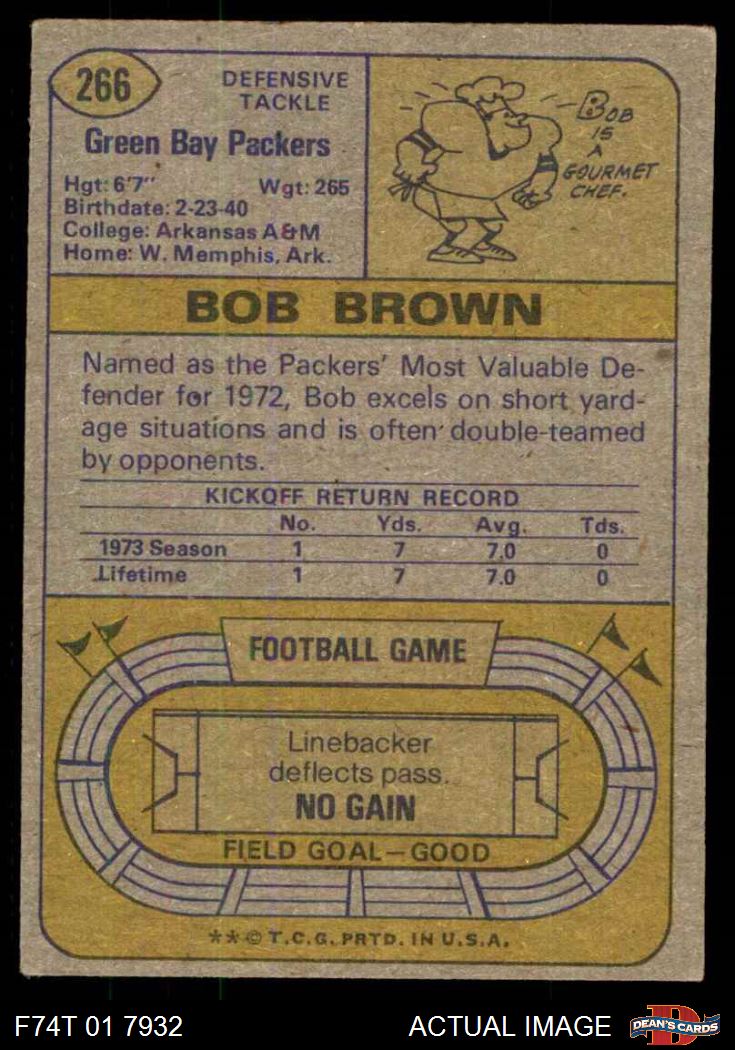 266
DEFENSIVE
TACKLE
Green Bay Packers
Hgt: 6'7" Wgt: 265
Birthdate: 2-23-40
College: Arkansas A&M
Home: W. Memphis, Ark.
BOB
IS
A
GOURMET
CHEF.
BOB BROWN
Named as the Packers' Most Valuable De-
fender for 1972, Bob excels on short yard-
age situations and is often double-teamed
by opponents.
KICKOFF RETURN RECORD
No. Yds. Avg. Tds.
1973 Season 1 7 7.0 0
Lifetime 1 7 7.0 0
FOOTBALL GAME
Linebacker
deflects pass.
NO GAIN
FIELD GOAL—GOOD
**© T.C.G. PRTD. IN U.S.A.
F74T 01 7932 ACTUAL IMAGE
D
DEAN'S CARDS